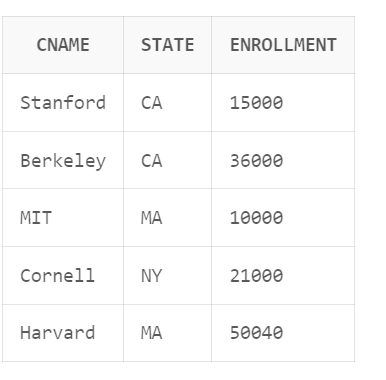 CNAME STATE ENROLLMENT
Stanford CA 15000
Berkeley CA 36000
MIT MA 10000
Cornell NY 21000
Harvard MA 50040